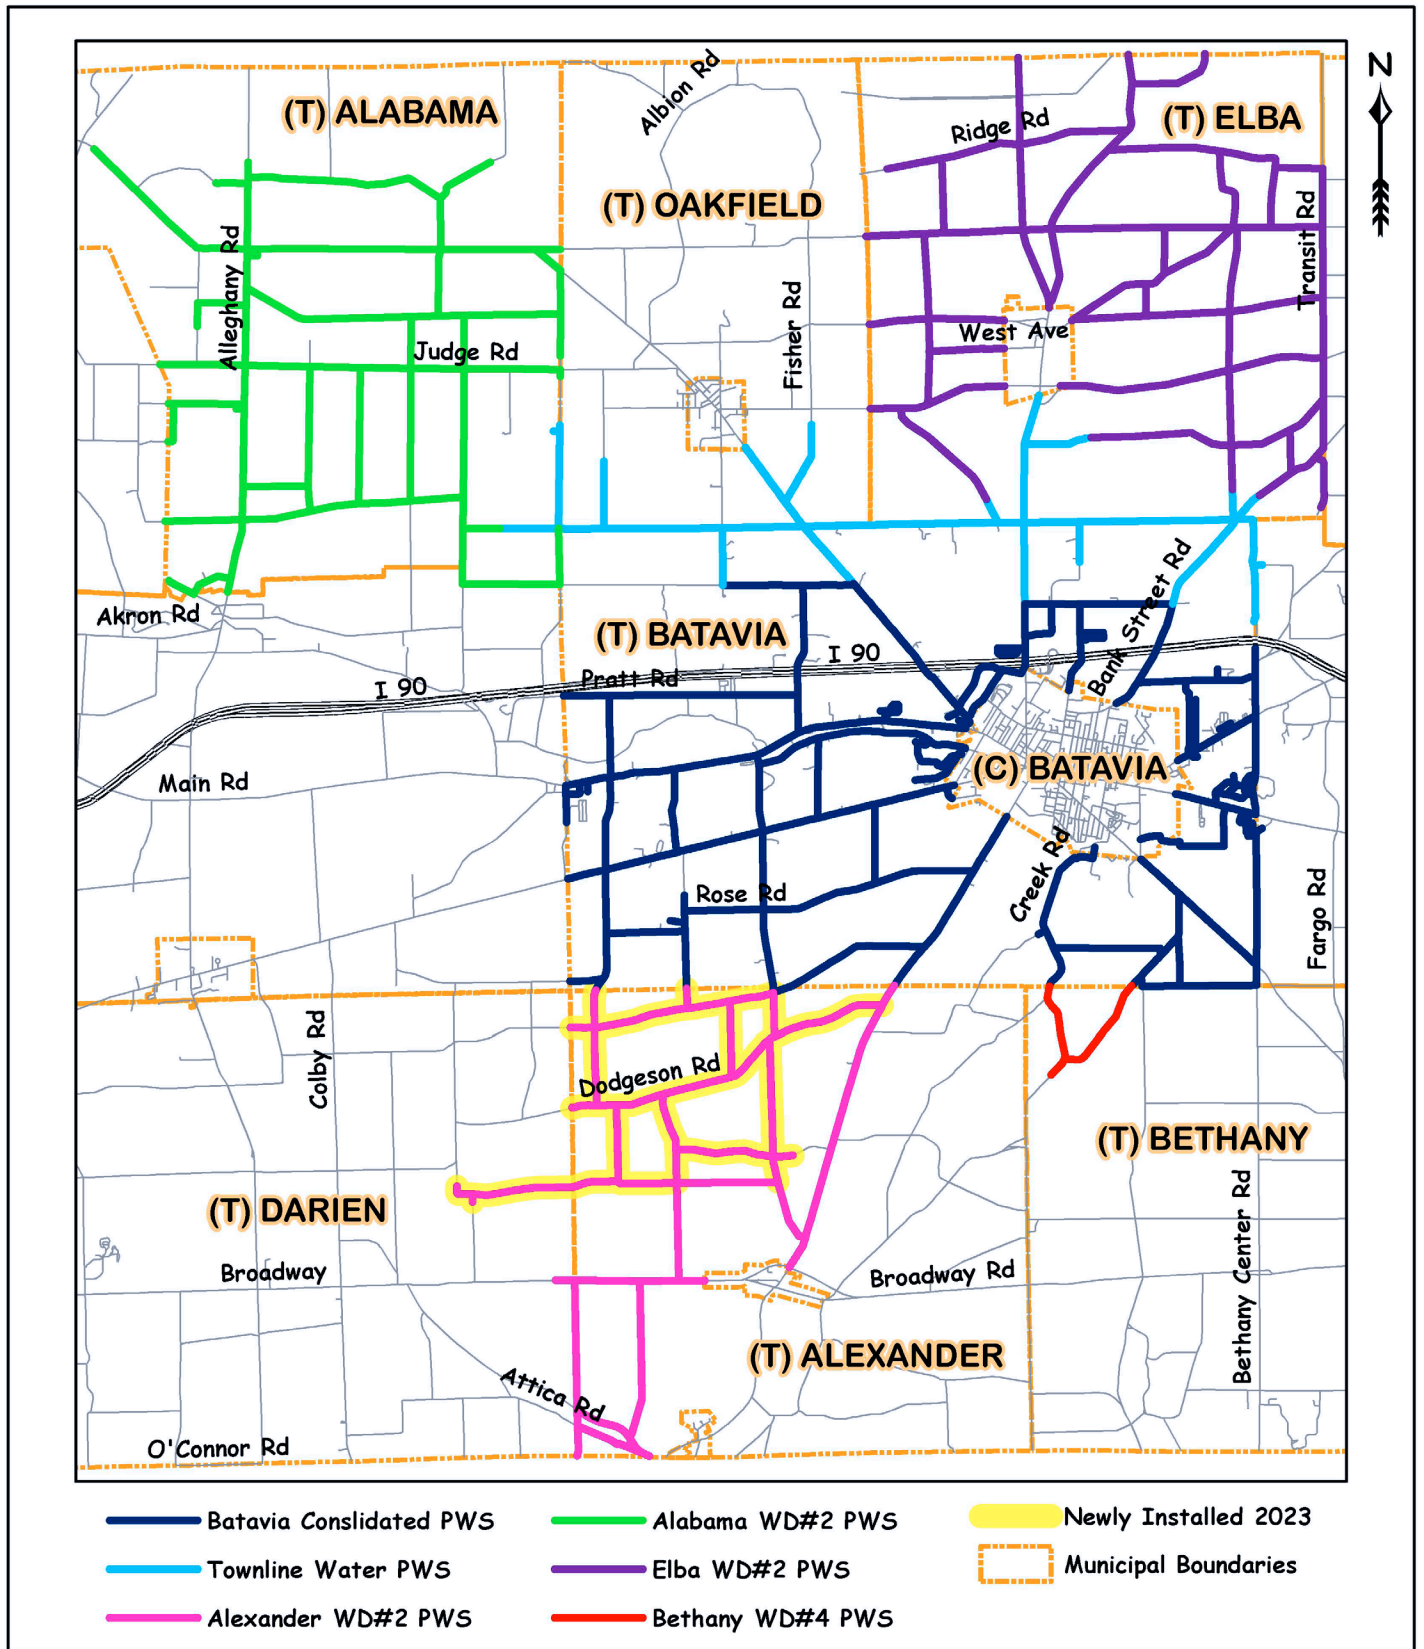 N
(T) ALABAMA
Albion Rd
Ridge Rd
(T) ELBA
(T) OAKFIELD
Alleghany Rd
Transit Rd
Fisher Rd
West Ave
Judge Rd
Akron Rd
(T) BATAVIA
Bank Street Rd
I 90
Pratt Rd
I 90
Main Rd
(C) BATAVIA
Creek Rd
Rose Rd
Fargo Rd
Colby Rd
Dodgeson Rd
(T) BETHANY
(T) DARIEN
Bethany Center Rd
Broadway
Broadway Rd
(T) ALEXANDER
Attica Rd
O'Connor Rd
Batavia Conslidated PWS
Alabama WD#2 PWS
Newly Installed 2023
Townline Water PWS
Elba WD#2 PWS
Municipal Boundaries
Alexander WD#2 PWS
Bethany WD#4 PWS